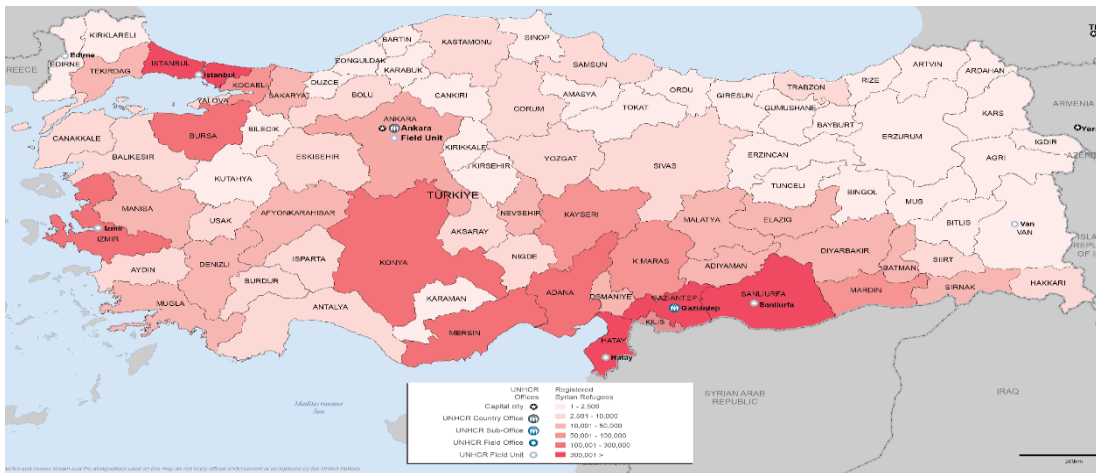 KIRKLARELI
Edirne
EDIRNE
TEKIRDAG
ISTANBUL
Istanbul
KOCAELI
YALOVA
SAKARYA
DUZCE
ZONGULDAK
BARTIN
KARABUK
KASTAMONU
SINOP
SAMSUN
BOLU
CANKIRI
CORUM
AMASYA
TOKAT
ORDU
GIRESUN
TRABZON
GUMUSHANE
BAYBURT
RIZE
ARTVIN
ARDAHAN
KARS
IGDIR
AGRI
ERZURUM
ERZINCAN
GREECE
ARMENIA
CANAKKALE
BALIKESIR
BURSA
BILECIK
ESKISEHIR
KUTAHYA
ANKARA
Ankara
Field Unit
KIRIKKALE
KIRSEHIR
YOZGAT
SIVAS
TUNCELI
BINGOL
MUS
BITLIS
Van
VAN
TÜRKİYE
MANISA
Izmir
IZMIR
USAK
AFYONKARAHISAR
AKSARAY
NEVSEHIR
KAYSERI
MALATYA
ELAZIG
DIYARBAKIR
BATMAN
SIIRT
SIRNAK
HAKKARI
AYDIN
DENIZLI
ISPARTA
BURDUR
KONYA
NIGDE
K.MARAS
ADIYAMAN
SANLIURFA
Sanliurfa
MARDIN
MUGLA
ANTALYA
KARAMAN
MERSIN
ADANA
OSMANIYE
GAZIANTEP
Gaziantep
KILIS
HATAY
Hatay
Mediterranean
Sea
SYRIAN ARAB
REPUBLIC
IRAQ
UNHCR
Offices
Capital city
UNHCR Country Office
UNHCR Sub-Office
UNHCR Field Office
UNHCR Field Unit
Registered
Syrian Refugees
1 - 2,500
2,501 - 10,000
10,001 - 50,000
50,001 - 100,000
100,001 - 300,000
300,001 >